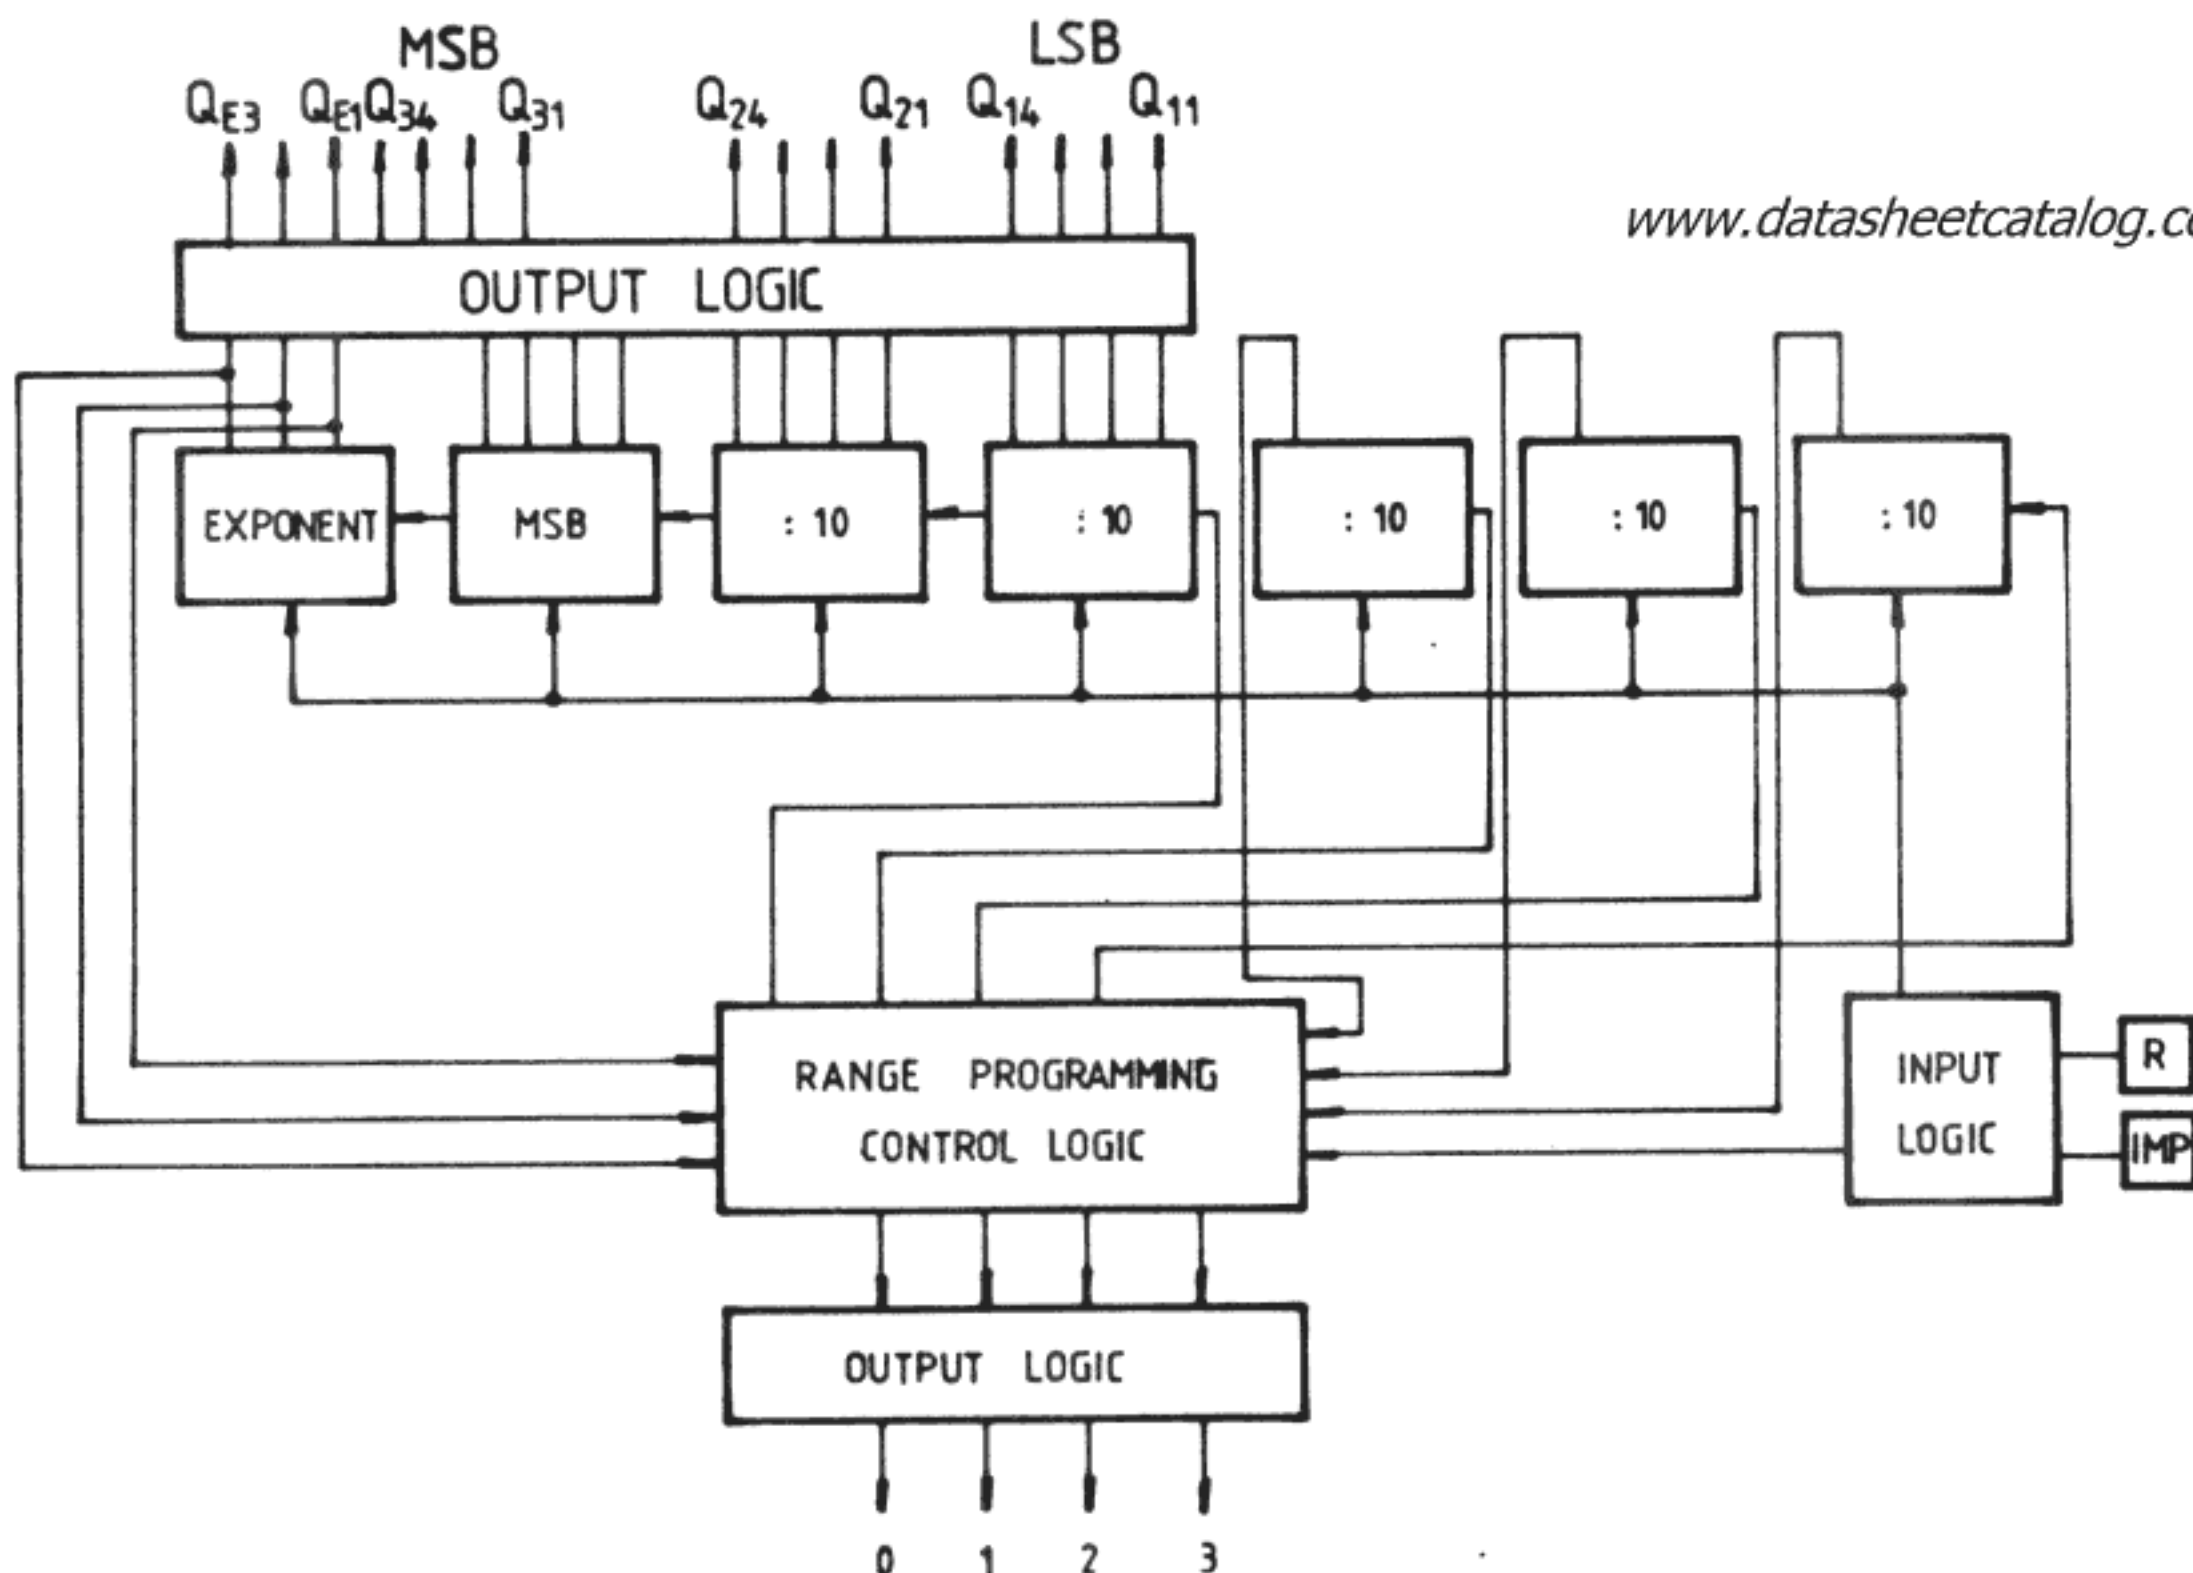 MSB LSB
QE3 QE1 Q34 Q31 Q24 Q21 Q14 Q11
www.datasheetcatalog.co
OUTPUT LOGIC
EXPONENT MSB : 10 : 10 : 10 : 10 : 10
RANGE PROGRAMMING
CONTROL LOGIC
INPUT
LOGIC
R
IMP
OUTPUT LOGIC
0 1 2 3